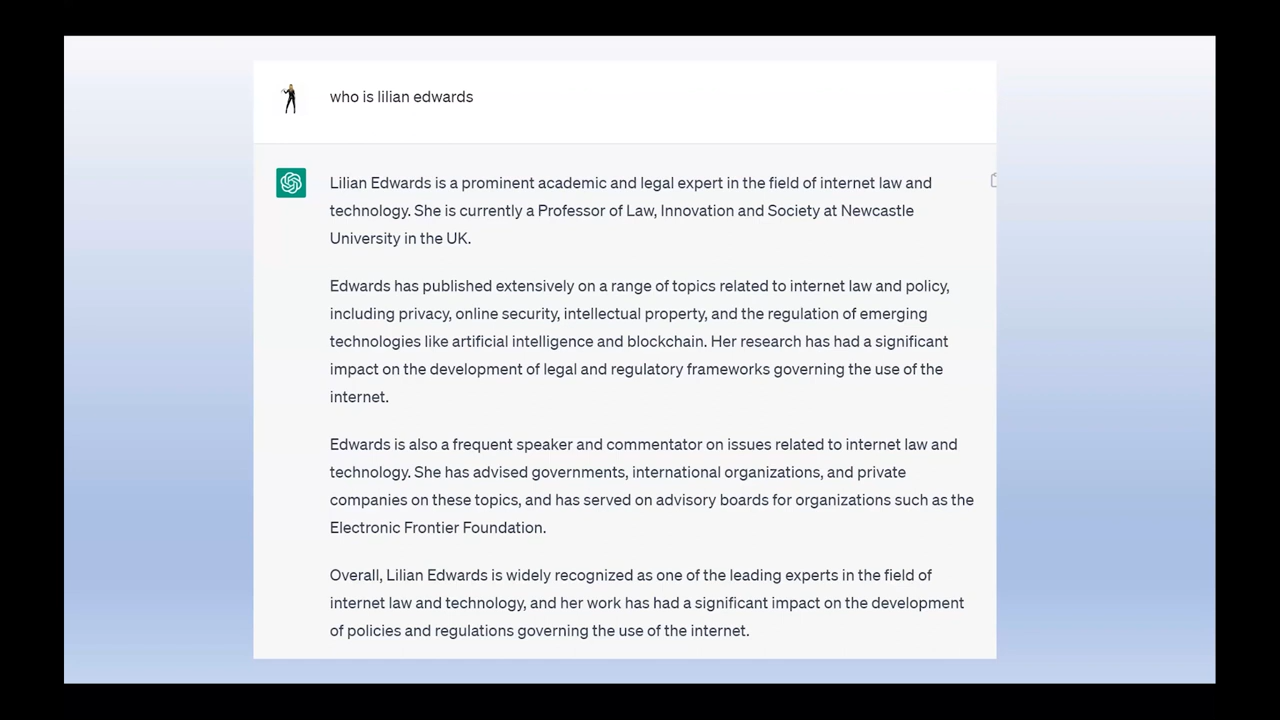 who is lilian edwards
Lilian Edwards is a prominent academic and legal expert in the field of internet law and
technology. She is currently a Professor of Law, Innovation and Society at Newcastle
University in the UK.
Edwards has published extensively on a range of topics related to internet law and policy,
including privacy, online security, intellectual property, and the regulation of emerging
technologies like artificial intelligence and blockchain. Her research has had a significant
impact on the development of legal and regulatory frameworks governing the use of the
internet.
Edwards is also a frequent speaker and commentator on issues related to internet law and
technology. She has advised governments, international organizations, and private
companies on these topics, and has served on advisory boards for organizations such as the
Electronic Frontier Foundation.
Overall, Lilian Edwards is widely recognized as one of the leading experts in the field of
internet law and technology, and her work has had a significant impact on the development
of policies and regulations governing the use of the internet.